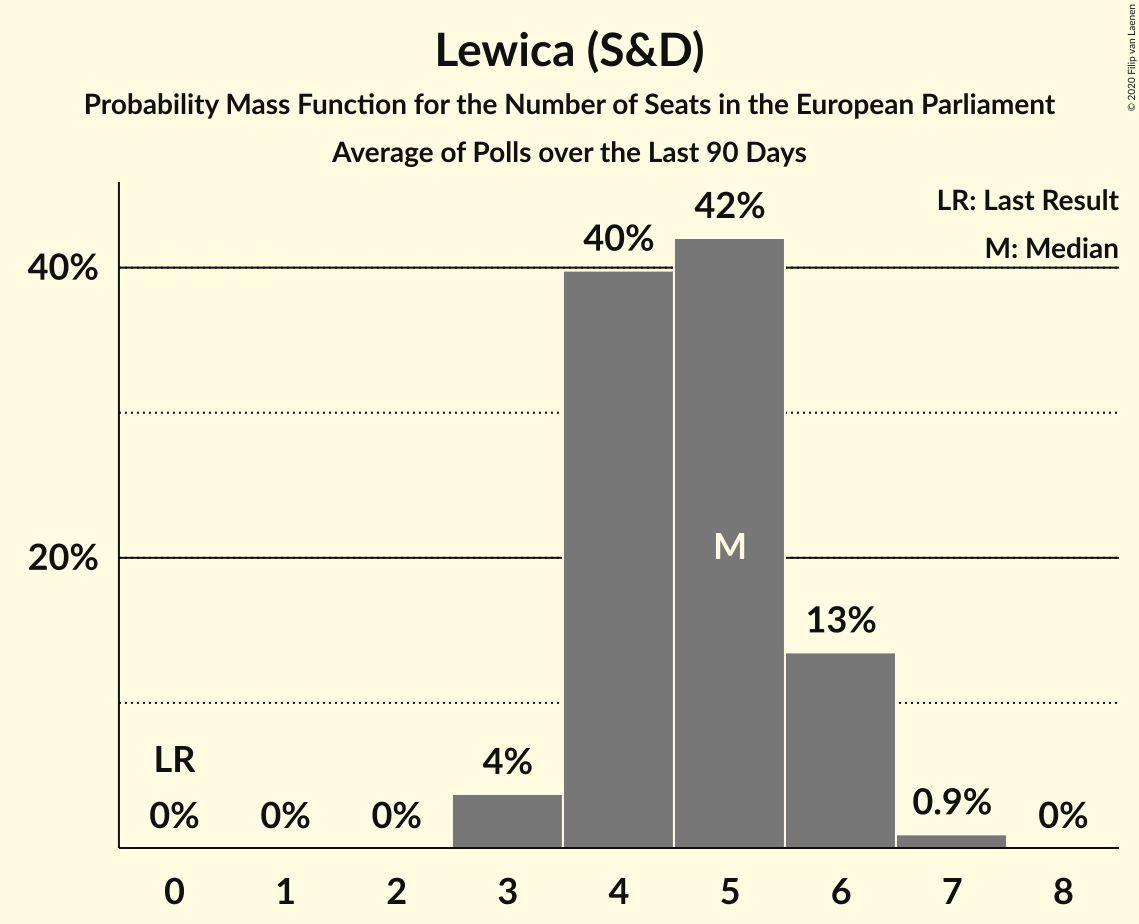 Lewica (S&D)
Probability Mass Function for the Number of Seats in the European Parliament
Average of Polls over the Last 90 Days
© 2020 Filip van Laenen
LR: Last Result
M: Median
40%
20%
LR
0%
0%
0%
4%
40%
42%
M
13%
0.9%
0%
0 1 2 3 4 5 6 7 8